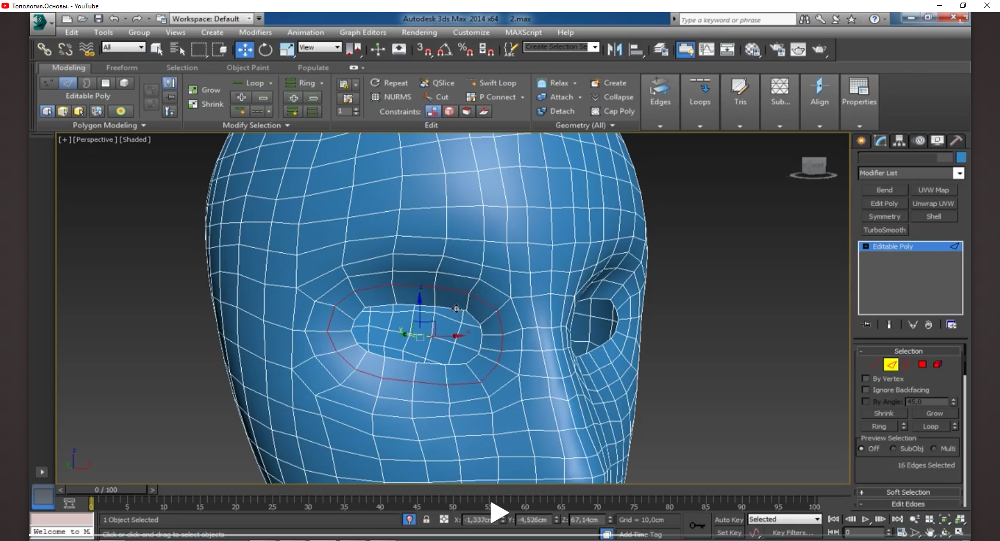 Топология.Основы. - YouTube
Workspace: Default
Autodesk 3ds Max 2014 x64 2.max
Type a keyword or phrase
Edit Tools Group Views Create Modifiers Animation Graph Editors Rendering Customize MAXScript Help
All
View
3
%
ABC
Create Selection Se
Modeling Freeform Selection Object Paint Populate
Grow
Loop
Ring
Repeat
QSlice
Swift Loop
Relax
Create
Editable Poly
Shrink
NURMS
Cut
P Connect
Attach
Collapse
Edges
Loops
Tris
Sub...
Align
Properties
1
Constraints:
Detach
Cap Poly
Polygon Modeling
Modify Selection
Edit
Geometry (All)
[+] [Perspective] [Shaded]
FRONT
Modifier List
Bend UVW Map
Edit Poly Unwrap UVW
Symmetry Shell
TurboSmooth
Editable Poly
z
y
x
- Selection
By Vertex
Ignore Backfacing
By Angle: 45,0
Shrink Grow
Ring Loop
Preview Selection
Off SubObj Multi
16 Edges Selected
+ Soft Selection
- Edit Edges
z
x
< 0 / 100 >
0 5 10 15 20 25 30 35 40 45 50 55 60 65 70 75 80 85 90 95 100
1 Object Selected
X: -1,337cm Y: -4,526cm Z: 67,14cm Grid = 10,0cm
Auto Key Selected
Welcome to M
Click or click-and-drag to select objects
Add Time Tag
Set Key Key Filters... 0